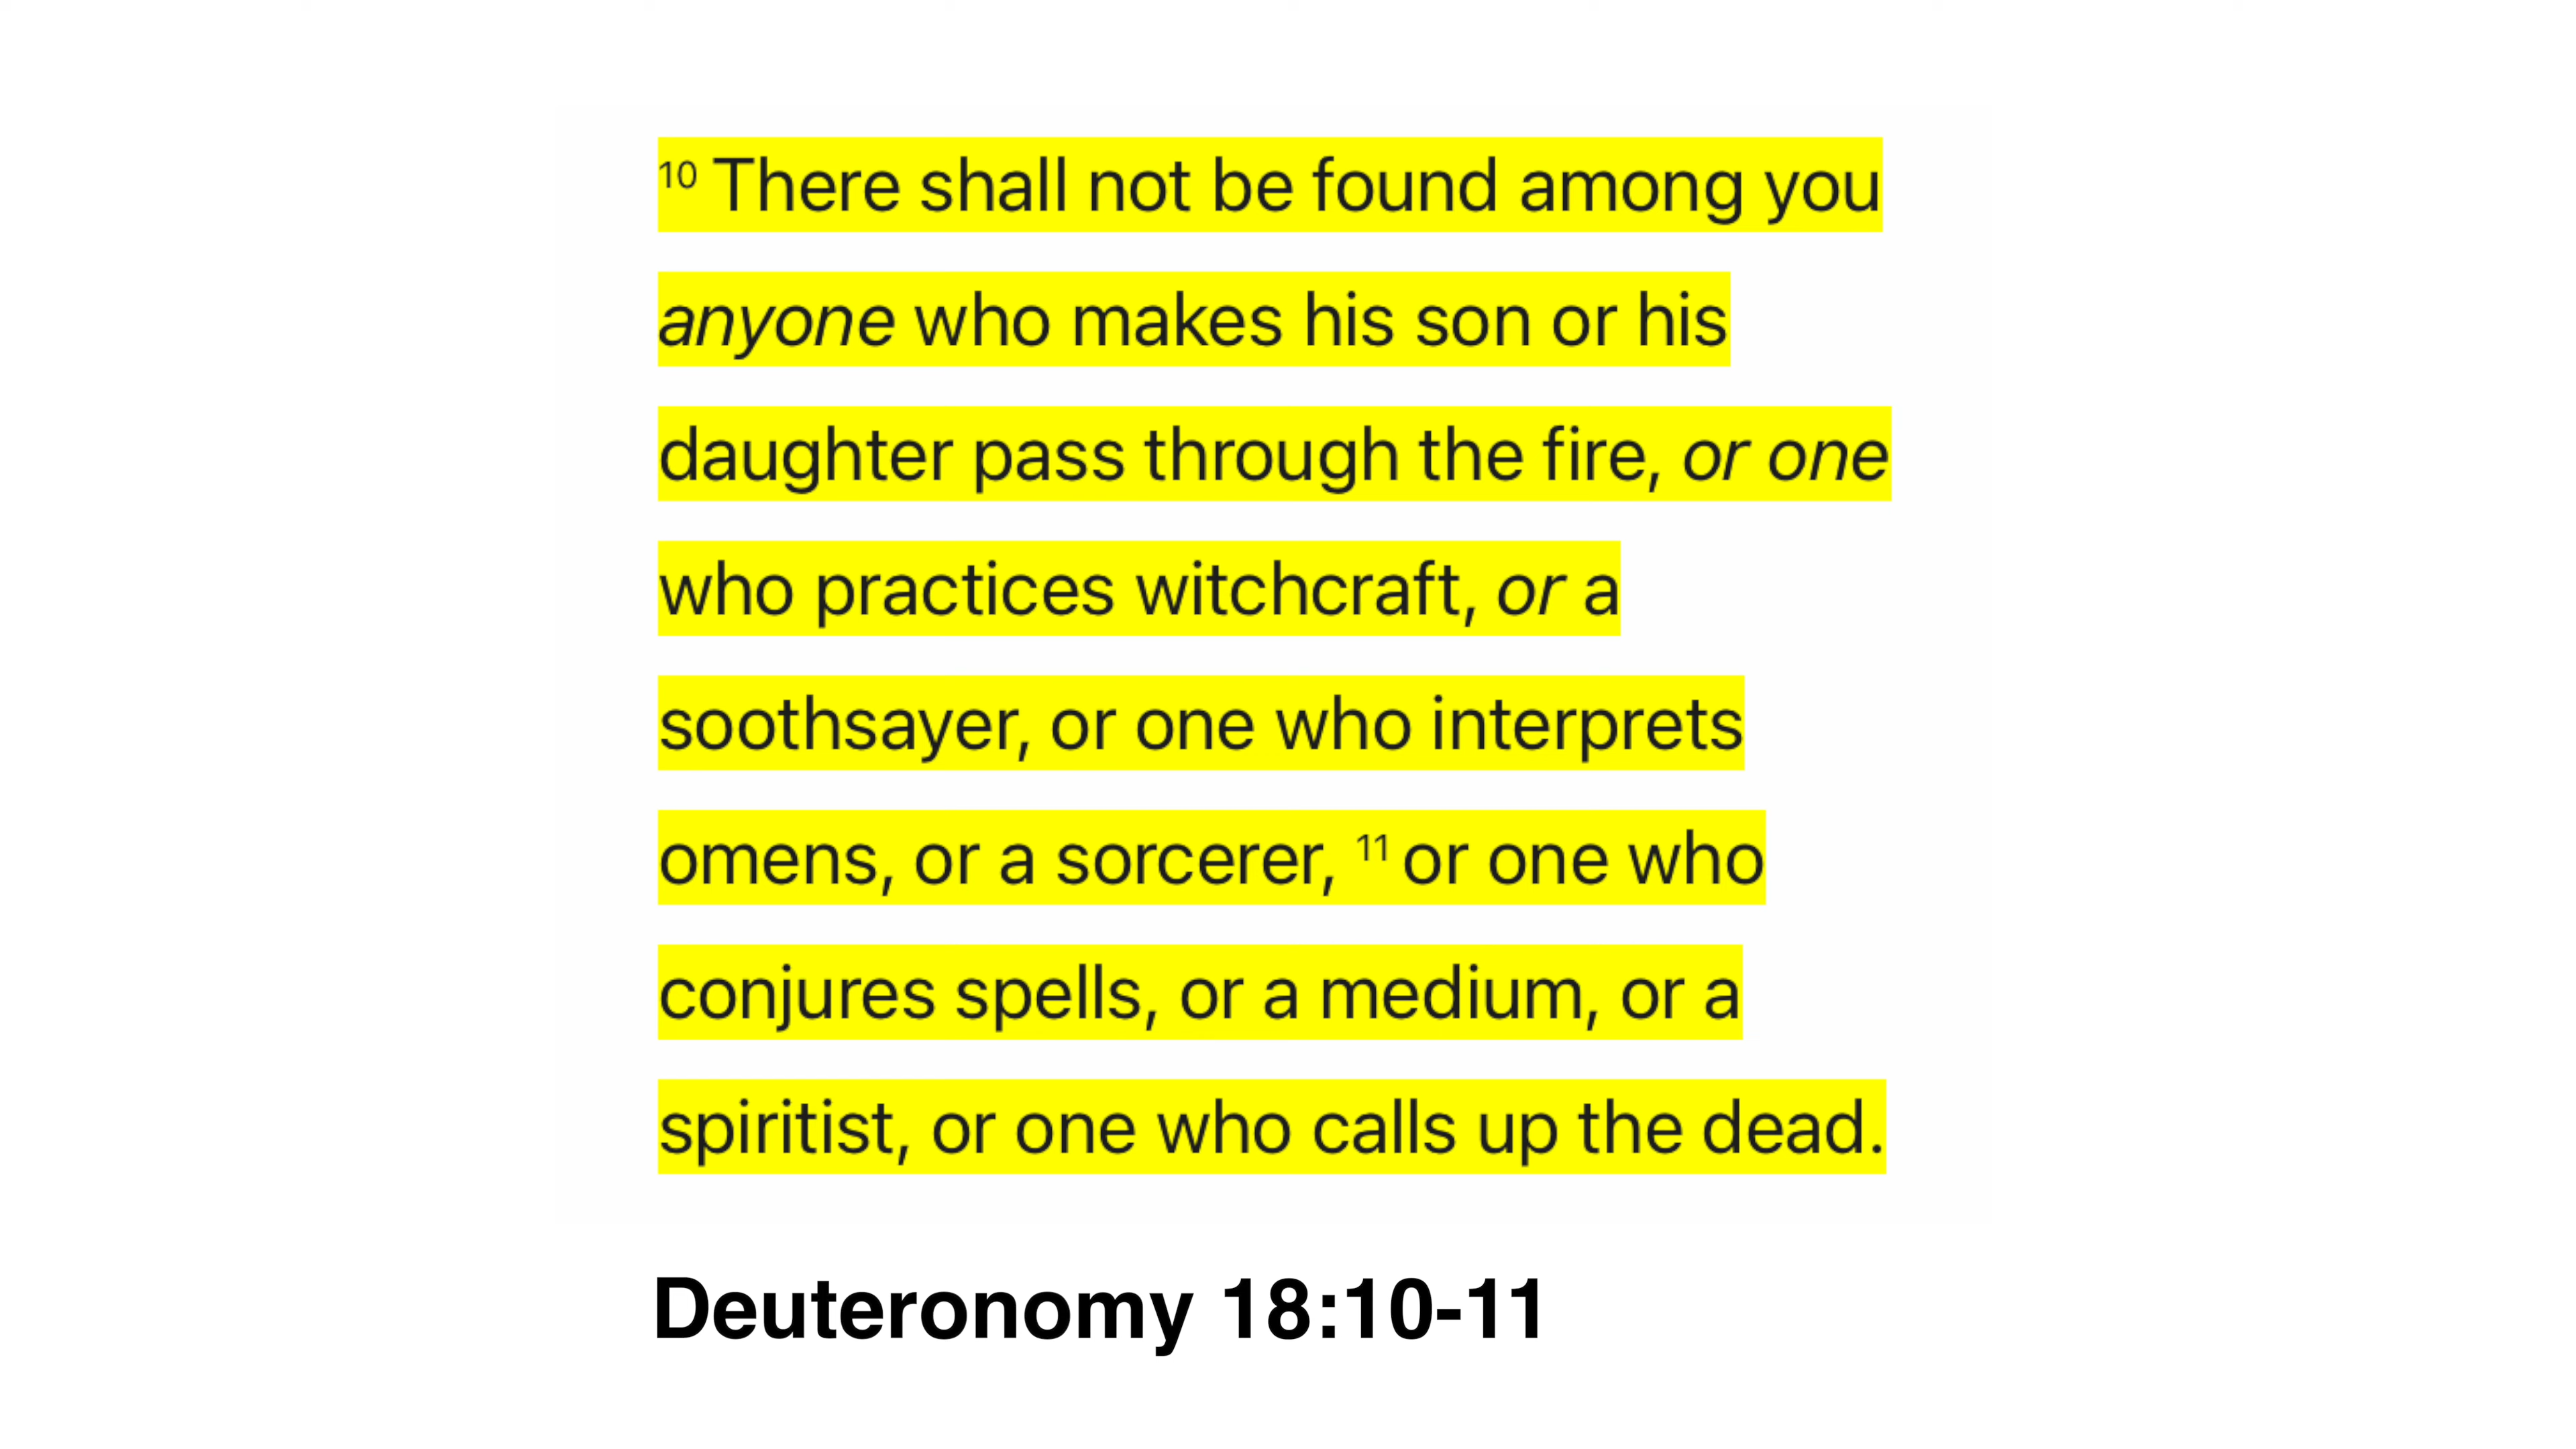 10 There shall not be found among you
anyone who makes his son or his
daughter pass through the fire, or one
who practices witchcraft, or a
soothsayer, or one who interprets
omens, or a sorcerer, 11 or one who
conjures spells, or a medium, or a
spiritist, or one who calls up the dead.
Deuteronomy 18:10-11